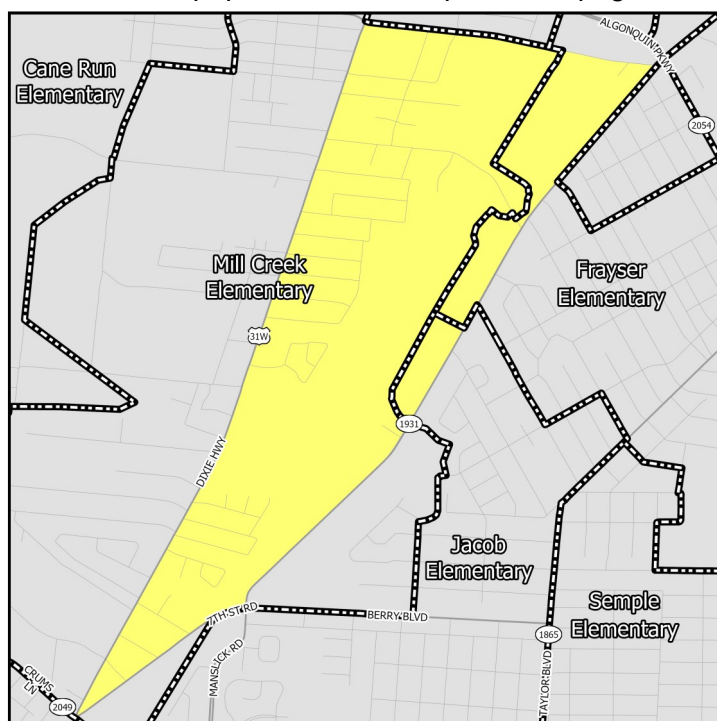 ALGONQUIN PKWY
Cane Run
Elementary
2054
Mill Creek
Elementary
Frayser
Elementary
31W
1931
DIXIE HWY
Jacob
Elementary
Semple
Elementary
7TH ST RD
BERRY BLVD
1865
MANSLICK RD
TAYLOR BLVD
CRUMS
LN
2049